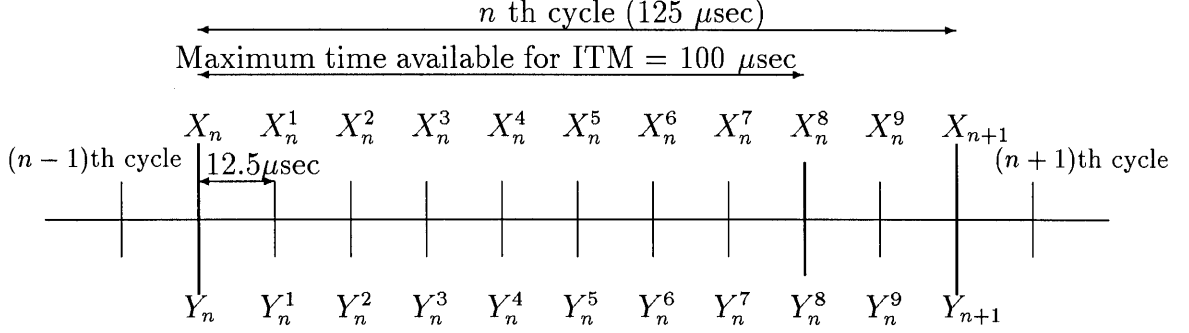 n th cycle (125 μsec)
Maximum time available for ITM = 100 μsec
X_n X_n^1 X_n^2 X_n^3 X_n^4 X_n^5 X_n^6 X_n^7 X_n^8 X_n^9 X_{n+1}
(n − 1)th cycle 12.5μsec (n + 1)th cycle
Y_n Y_n^1 Y_n^2 Y_n^3 Y_n^4 Y_n^5 Y_n^6 Y_n^7 Y_n^8 Y_n^9 Y_{n+1}